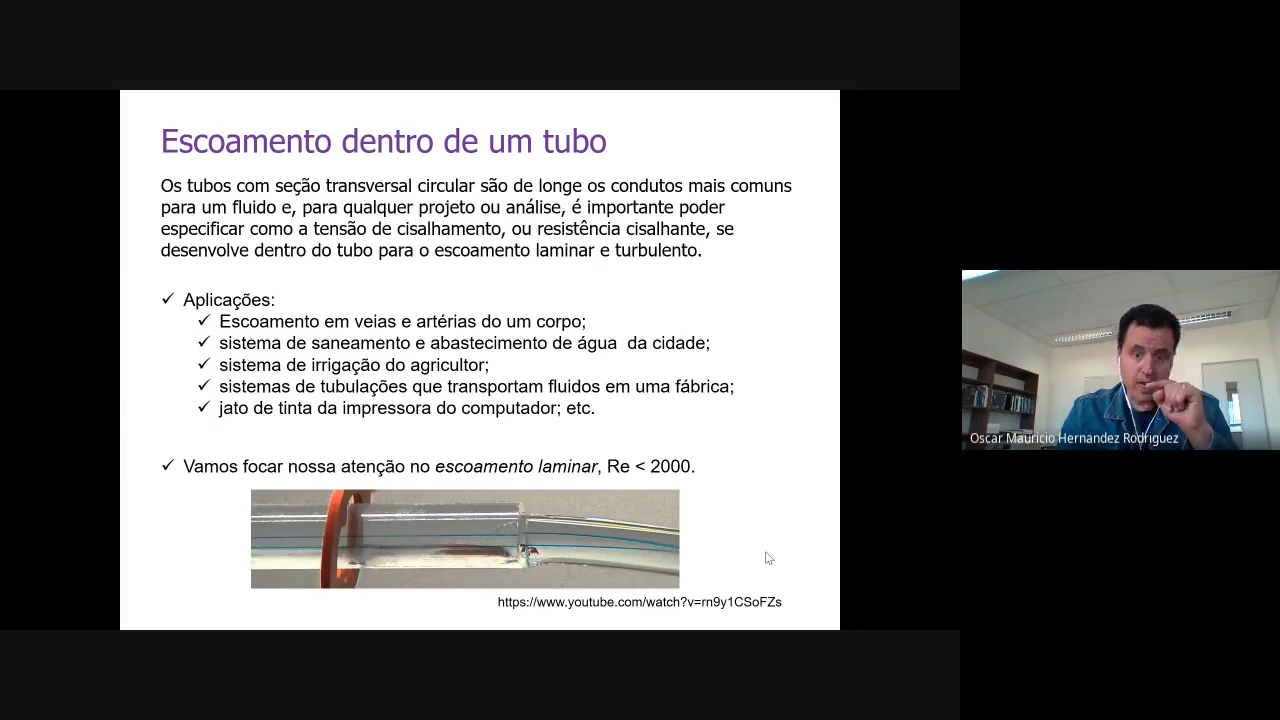 Escoamento dentro de um tubo
Os tubos com seção transversal circular são de longe os condutos mais comuns
para um fluido e, para qualquer projeto ou análise, é importante poder
especificar como a tensão de cisalhamento, ou resistência cisalhante, se
desenvolve dentro do tubo para o escoamento laminar e turbulento.
✓ Aplicações:
✓ Escoamento em veias e artérias do um corpo;
✓ sistema de saneamento e abastecimento de água da cidade;
✓ sistema de irrigação do agricultor;
✓ sistemas de tubulações que transportam fluidos em uma fábrica;
✓ jato de tinta da impressora do computador; etc.
✓ Vamos focar nossa atenção no escoamento laminar, Re < 2000.
https://www.youtube.com/watch?v=rn9y1CSoFZs
Oscar Mauricio Hernandez Rodriguez